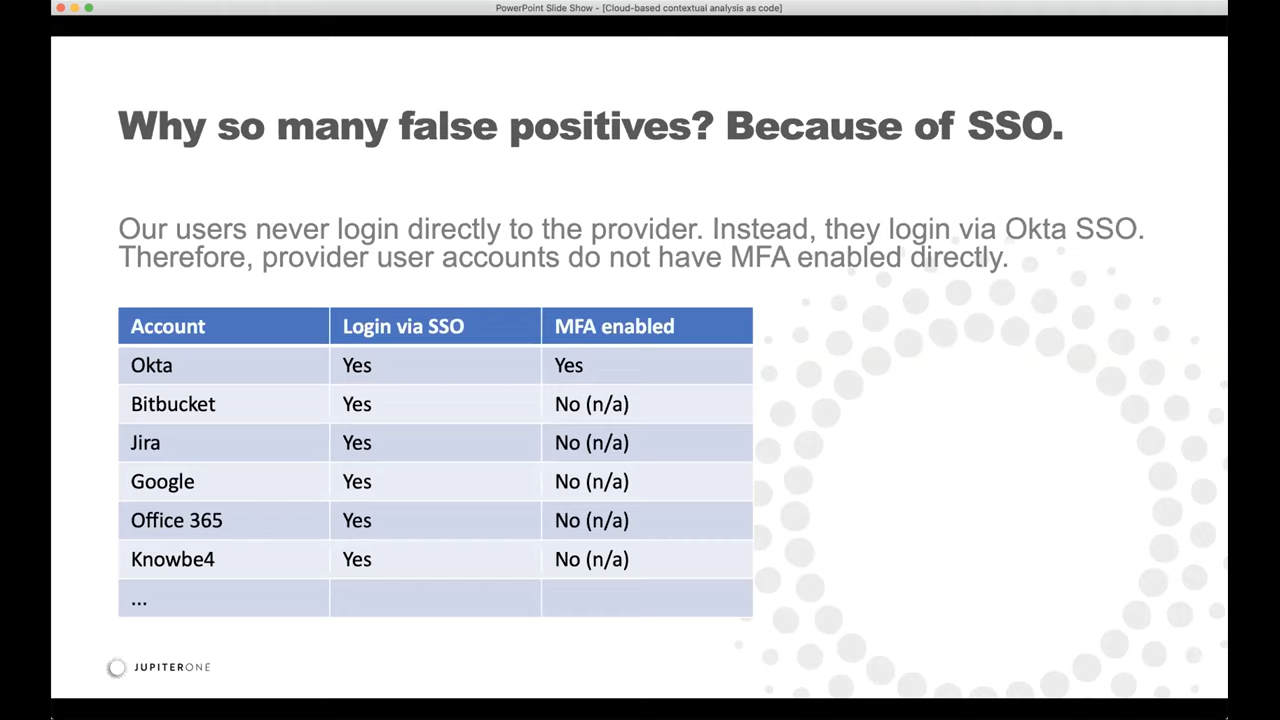 PowerPoint Slide Show - [Cloud-based contextual analysis as code]
Why so many false positives? Because of SSO.
Our users never login directly to the provider. Instead, they login via Okta SSO.
Therefore, provider user accounts do not have MFA enabled directly.
Account Login via SSO MFA enabled
Okta Yes Yes
Bitbucket Yes No (n/a)
Jira Yes No (n/a)
Google Yes No (n/a)
Office 365 Yes No (n/a)
Knowbe4 Yes No (n/a)
...
JUPITERONE